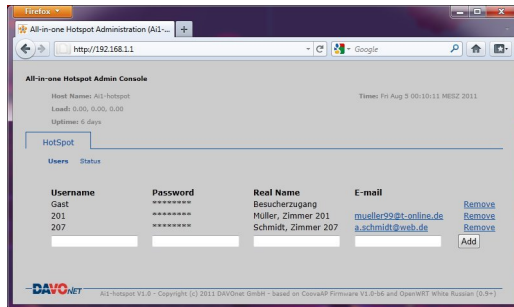 Firefox
All-in-one Hotspot Administration (Ai1-...
http://192.168.1.1
Google
All-in-one Hotspot Admin Console
Host Name: Ai1-hotspot
Time: Fri Aug 5 00:10:11 MESZ 2011
Load: 0.00, 0.00, 0.00
Uptime: 6 days
HotSpot
Users Status
Username Password Real Name E-mail
Gast ******** Besucherzugang Remove
201 ******** Müller, Zimmer 201 mueller99@t-online.de Remove
207 ******** Schmidt, Zimmer 207 a.schmidt@web.de Remove
Add
DAVONET Ai1-hotspot V1.0 - Copyright (c) 2011 DAVOnet GmbH - based on CoovaAP Firmware V1.0-b6 and OpenWRT White Russian (0.9+)